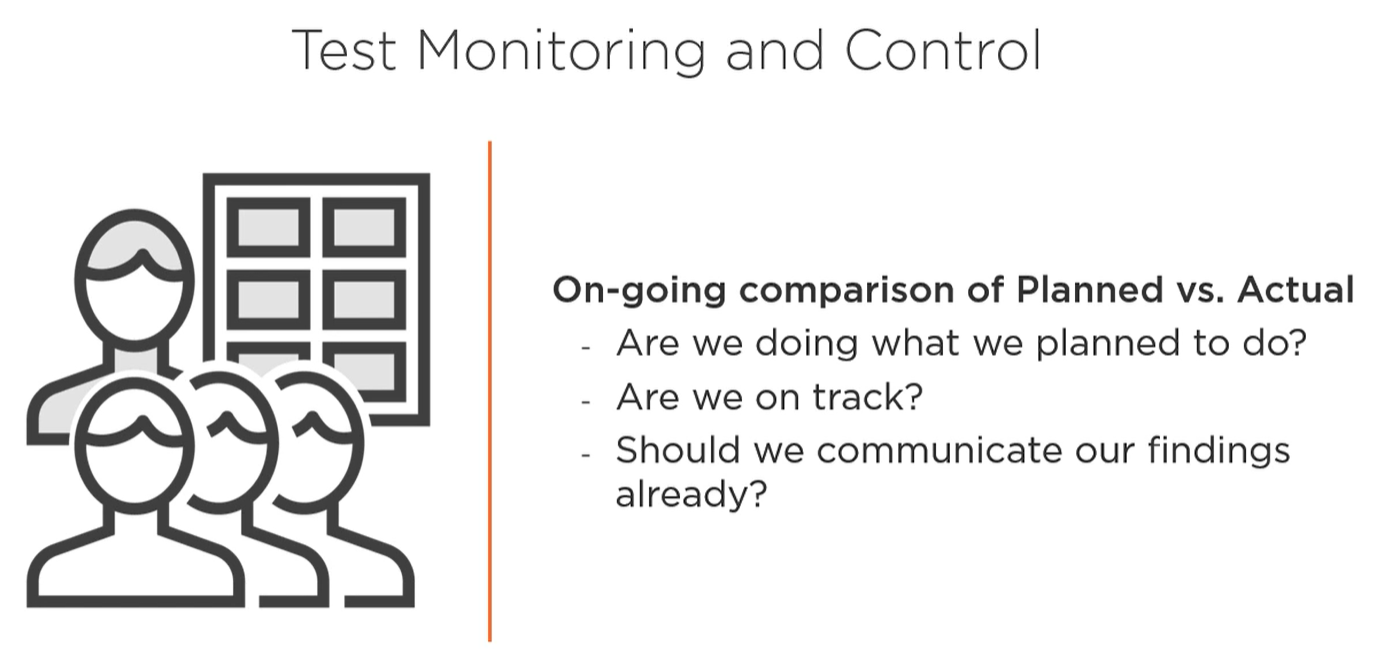 Test Monitoring and Control
On-going comparison of Planned vs. Actual
- Are we doing what we planned to do?
- Are we on track?
- Should we communicate our findings
already?